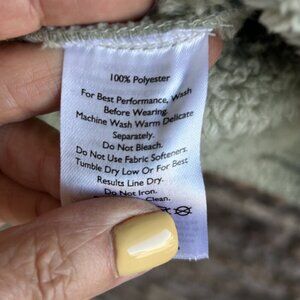 100% Polyester
For Best Performance, Wash
Before Wearing.
Machine Wash Warm Delicate
Separately.
Do Not Bleach.
Do Not Use Fabric Softeners.
Tumble Dry Low Or For Best
Results Line Dry.
Do Not Iron.
Clean.